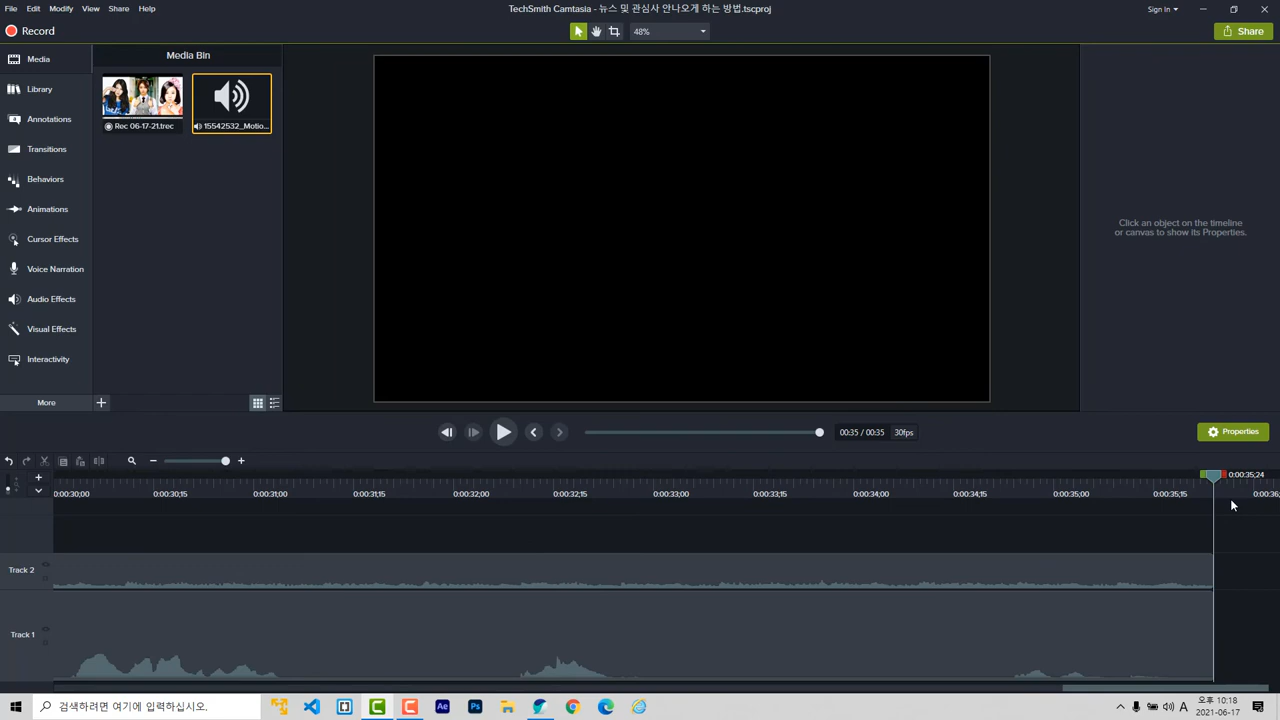 File Edit Modify View Share Help
TechSmith Camtasia - 뉴스 및 관심사 안나오게 하는 방법.tscproj
Sign In
Record
48%
Share
Media
Library
Annotations
Transitions
Behaviors
Animations
Cursor Effects
Voice Narration
Audio Effects
Visual Effects
Interactivity
More
Media Bin
Rec 06-17-21.trec
15542532_Motio...
Click an object on the timeline
or canvas to show its Properties.
00:35 / 00:35
30fps
Properties
0:00:35;24
0:00:30;00 0:00:30;15 0:00:31;00 0:00:31;15 0:00:32;00 0:00:32;15 0:00:33;00 0:00:33;15 0:00:34;00 0:00:34;15 0:00:35;00 0:00:35;15 0:00:36;
Track 2
Track 1
검색하려면 여기에 입력하십시오.
Ae
Ps
A
오후 10:18
2021-06-17